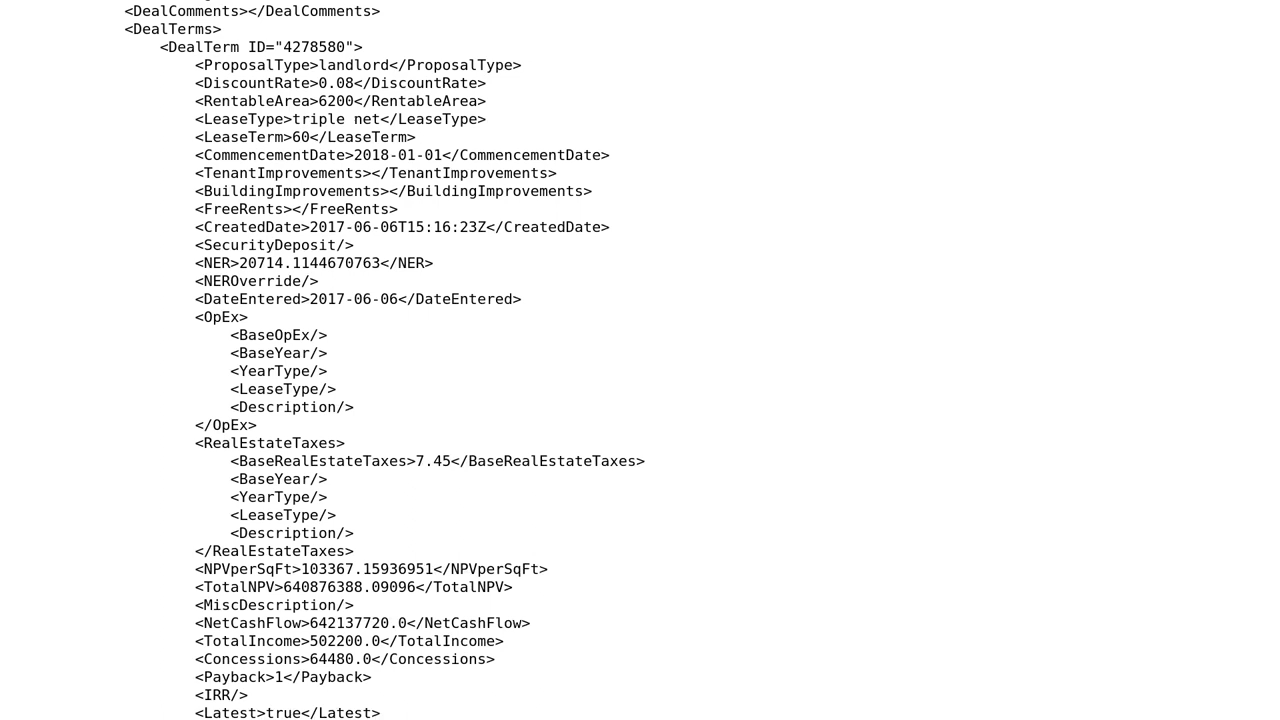 <DealComments></DealComments>
<DealTerms>
<DealTerm ID="4278580">
<ProposalType>landlord</ProposalType>
<DiscountRate>0.08</DiscountRate>
<RentableArea>6200</RentableArea>
<LeaseType>triple net</LeaseType>
<LeaseTerm>60</LeaseTerm>
<CommencementDate>2018-01-01</CommencementDate>
<TenantImprovements></TenantImprovements>
<BuildingImprovements></BuildingImprovements>
<FreeRents></FreeRents>
<CreatedDate>2017-06-06T15:16:23Z</CreatedDate>
<SecurityDeposit/>
<NER>20714.1144670763</NER>
<NEROverride/>
<DateEntered>2017-06-06</DateEntered>
<OpEx>
<BaseOpEx/>
<BaseYear/>
<YearType/>
<LeaseType/>
<Description/>
</OpEx>
<RealEstateTaxes>
<BaseRealEstateTaxes>7.45</BaseRealEstateTaxes>
<BaseYear/>
<YearType/>
<LeaseType/>
<Description/>
</RealEstateTaxes>
<NPVperSqFt>103367.15936951</NPVperSqFt>
<TotalNPV>640876388.09096</TotalNPV>
<MiscDescription/>
<NetCashFlow>642137720.0</NetCashFlow>
<TotalIncome>502200.0</TotalIncome>
<Concessions>64480.0</Concessions>
<Payback>1</Payback>
<IRR/>
<Latest>true</Latest>